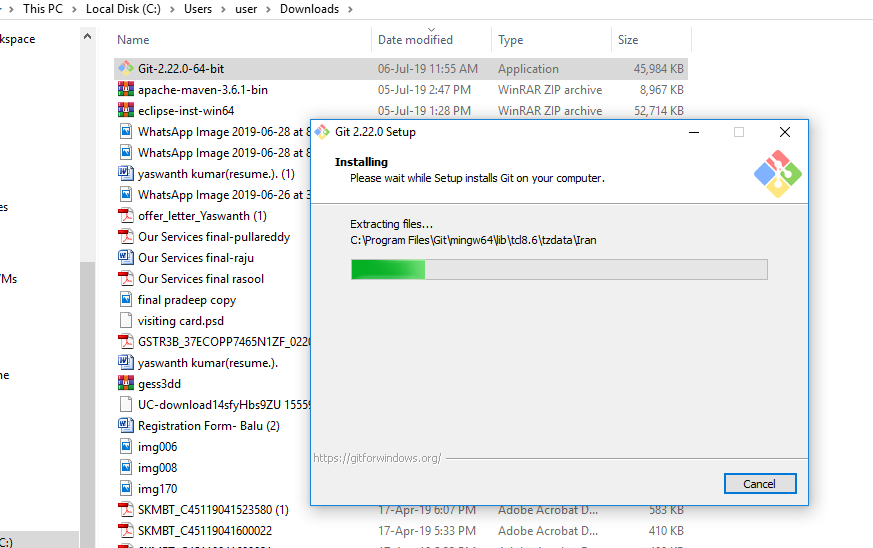 This PC > Local Disk (C:) > Users > user > Downloads >
kspace
Name Date modified Type Size
Git-2.22.0-64-bit 06-Jul-19 11:55 AM Application 45,984 KB
apache-maven-3.6.1-bin 05-Jul-19 2:47 PM WinRAR ZIP archive 8,967 KB
eclipse-inst-win64 05-Jul-19 1:28 PM WinRAR ZIP archive 52,714 KB
WhatsApp Image 2019-06-28 at 8
WhatsApp Image 2019-06-28 at 8
yaswanth kumar(resume.). (1)
WhatsApp Image 2019-06-26 at 3
es
offer_letter_Yaswanth (1)
Our Services final-pullareddy
Our Services final-raju
/Ms
Our Services final rasool
final pradeep copy
visiting card.psd
GSTR3B_37ECOPP7465N1ZF_022
yaswanth kumar(resume.).
ne
gess3dd
UC-download14sfyHbs9ZU 1555
Registration Form- Balu (2)
img006
img008
img170
SKMBT_C45119041523580 (1) 17-Apr-19 6:07 PM Adobe Acrobat D... 583 KB
SKMBT_C45119041600022 17-Apr-19 5:33 PM Adobe Acrobat D... 410 KB
C:)
Git 2.22.0 Setup
Installing
Please wait while Setup installs Git on your computer.
Extracting files...
C:\Program Files\Git\mingw64\lib\tcl8.6\tzdata\Iran
https://gitforwindows.org/
Cancel